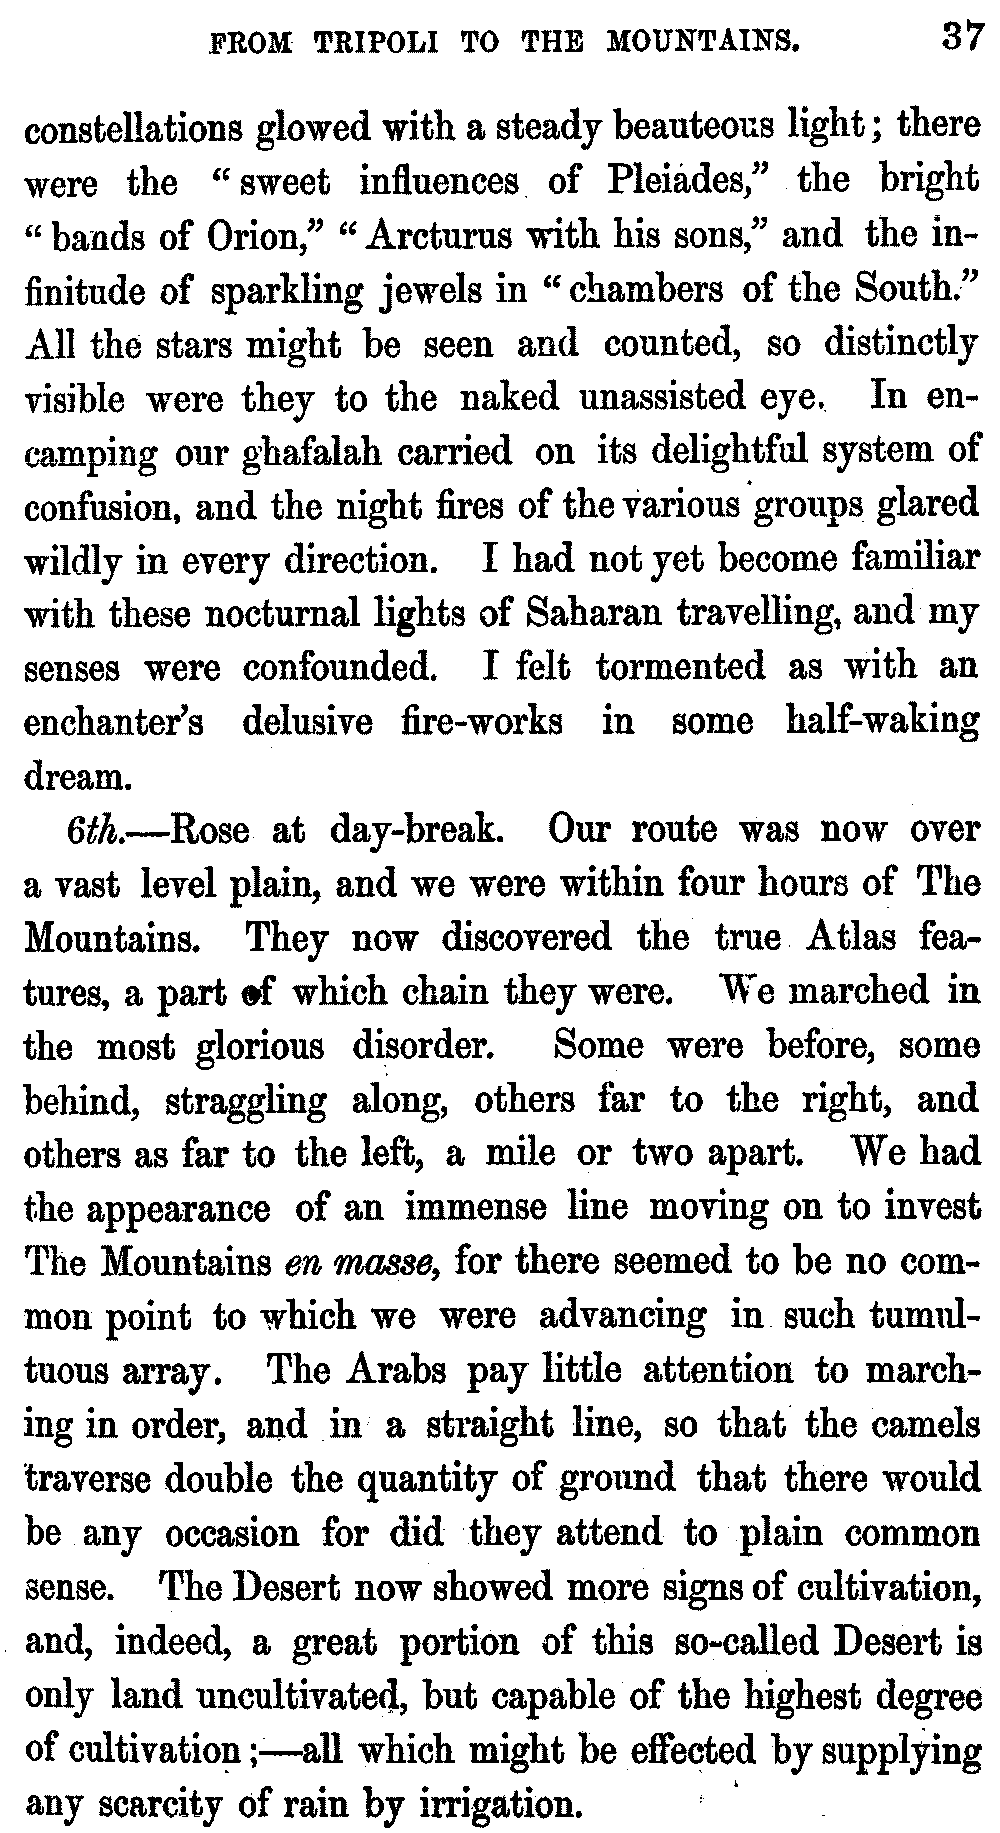 FROM TRIPOLI TO THE MOUNTAINS. 37
constellations glowed with a steady beauteous light; there
were the "sweet influences of Pleiades," the bright
"bands of Orion," "Arcturus with his sons," and the in-
finitude of sparkling jewels in "chambers of the South."
All the stars might be seen and counted, so distinctly
visible were they to the naked unassisted eye. In en-
camping our ghafalah carried on its delightful system of
confusion, and the night fires of the various groups glared
wildly in every direction. I had not yet become familiar
with these nocturnal lights of Saharan travelling, and my
senses were confounded. I felt tormented as with an
enchanter's delusive fire-works in some half-waking
dream.
6th.—Rose at day-break. Our route was now over
a vast level plain, and we were within four hours of The
Mountains. They now discovered the true Atlas fea-
tures, a part of which chain they were. We marched in
the most glorious disorder. Some were before, some
behind, straggling along, others far to the right, and
others as far to the left, a mile or two apart. We had
the appearance of an immense line moving on to invest
The Mountains en masse, for there seemed to be no com-
mon point to which we were advancing in such tumul-
tuous array. The Arabs pay little attention to march-
ing in order, and in a straight line, so that the camels
traverse double the quantity of ground that there would
be any occasion for did they attend to plain common
sense. The Desert now showed more signs of cultivation,
and, indeed, a great portion of this so-called Desert is
only land uncultivated, but capable of the highest degree
of cultivation;—all which might be effected by supplying
any scarcity of rain by irrigation.